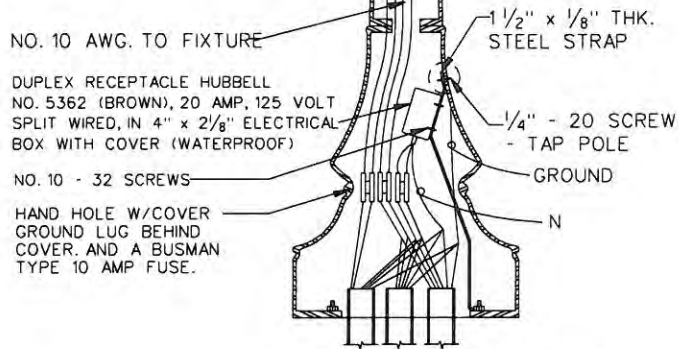 NO. 10 AWG. TO FIXTURE
DUPLEX RECEPTACLE HUBBELL
NO. 5362 (BROWN), 20 AMP, 125 VOLT
SPLIT WIRED, IN 4" x 2 1/8" ELECTRICAL
BOX WITH COVER (WATERPROOF)
NO. 10 - 32 SCREWS
HAND HOLE W/COVER
GROUND LUG BEHIND
COVER. AND A BUSMAN
TYPE 10 AMP FUSE.
1 1/2" x 1/8" THK.
STEEL STRAP
1/4" - 20 SCREW
- TAP POLE
GROUND
N